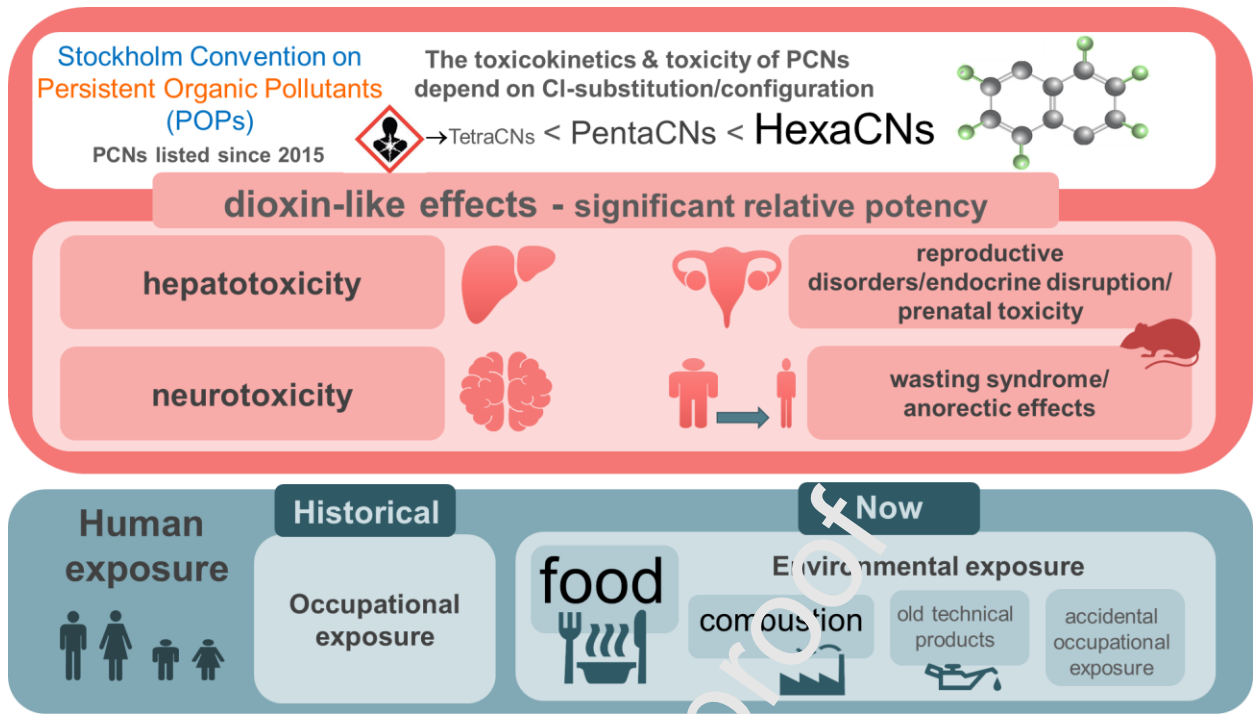 Stockholm Convention on
Persistent Organic Pollutants
(POPs)
PCNs listed since 2015
The toxicokinetics & toxicity of PCNs
depend on Cl-substitution/configuration
→TetraCNs < PentaCNs < HexaCNs
dioxin-like effects - significant relative potency
hepatotoxicity
reproductive
disorders/endocrine disruption/
prenatal toxicity
neurotoxicity
wasting syndrome/
anorectic effects
Human
exposure
Historical
Occupational
exposure
Now
food
Environmental exposure
combustion
old technical
products
accidental
occupational
exposure
proof